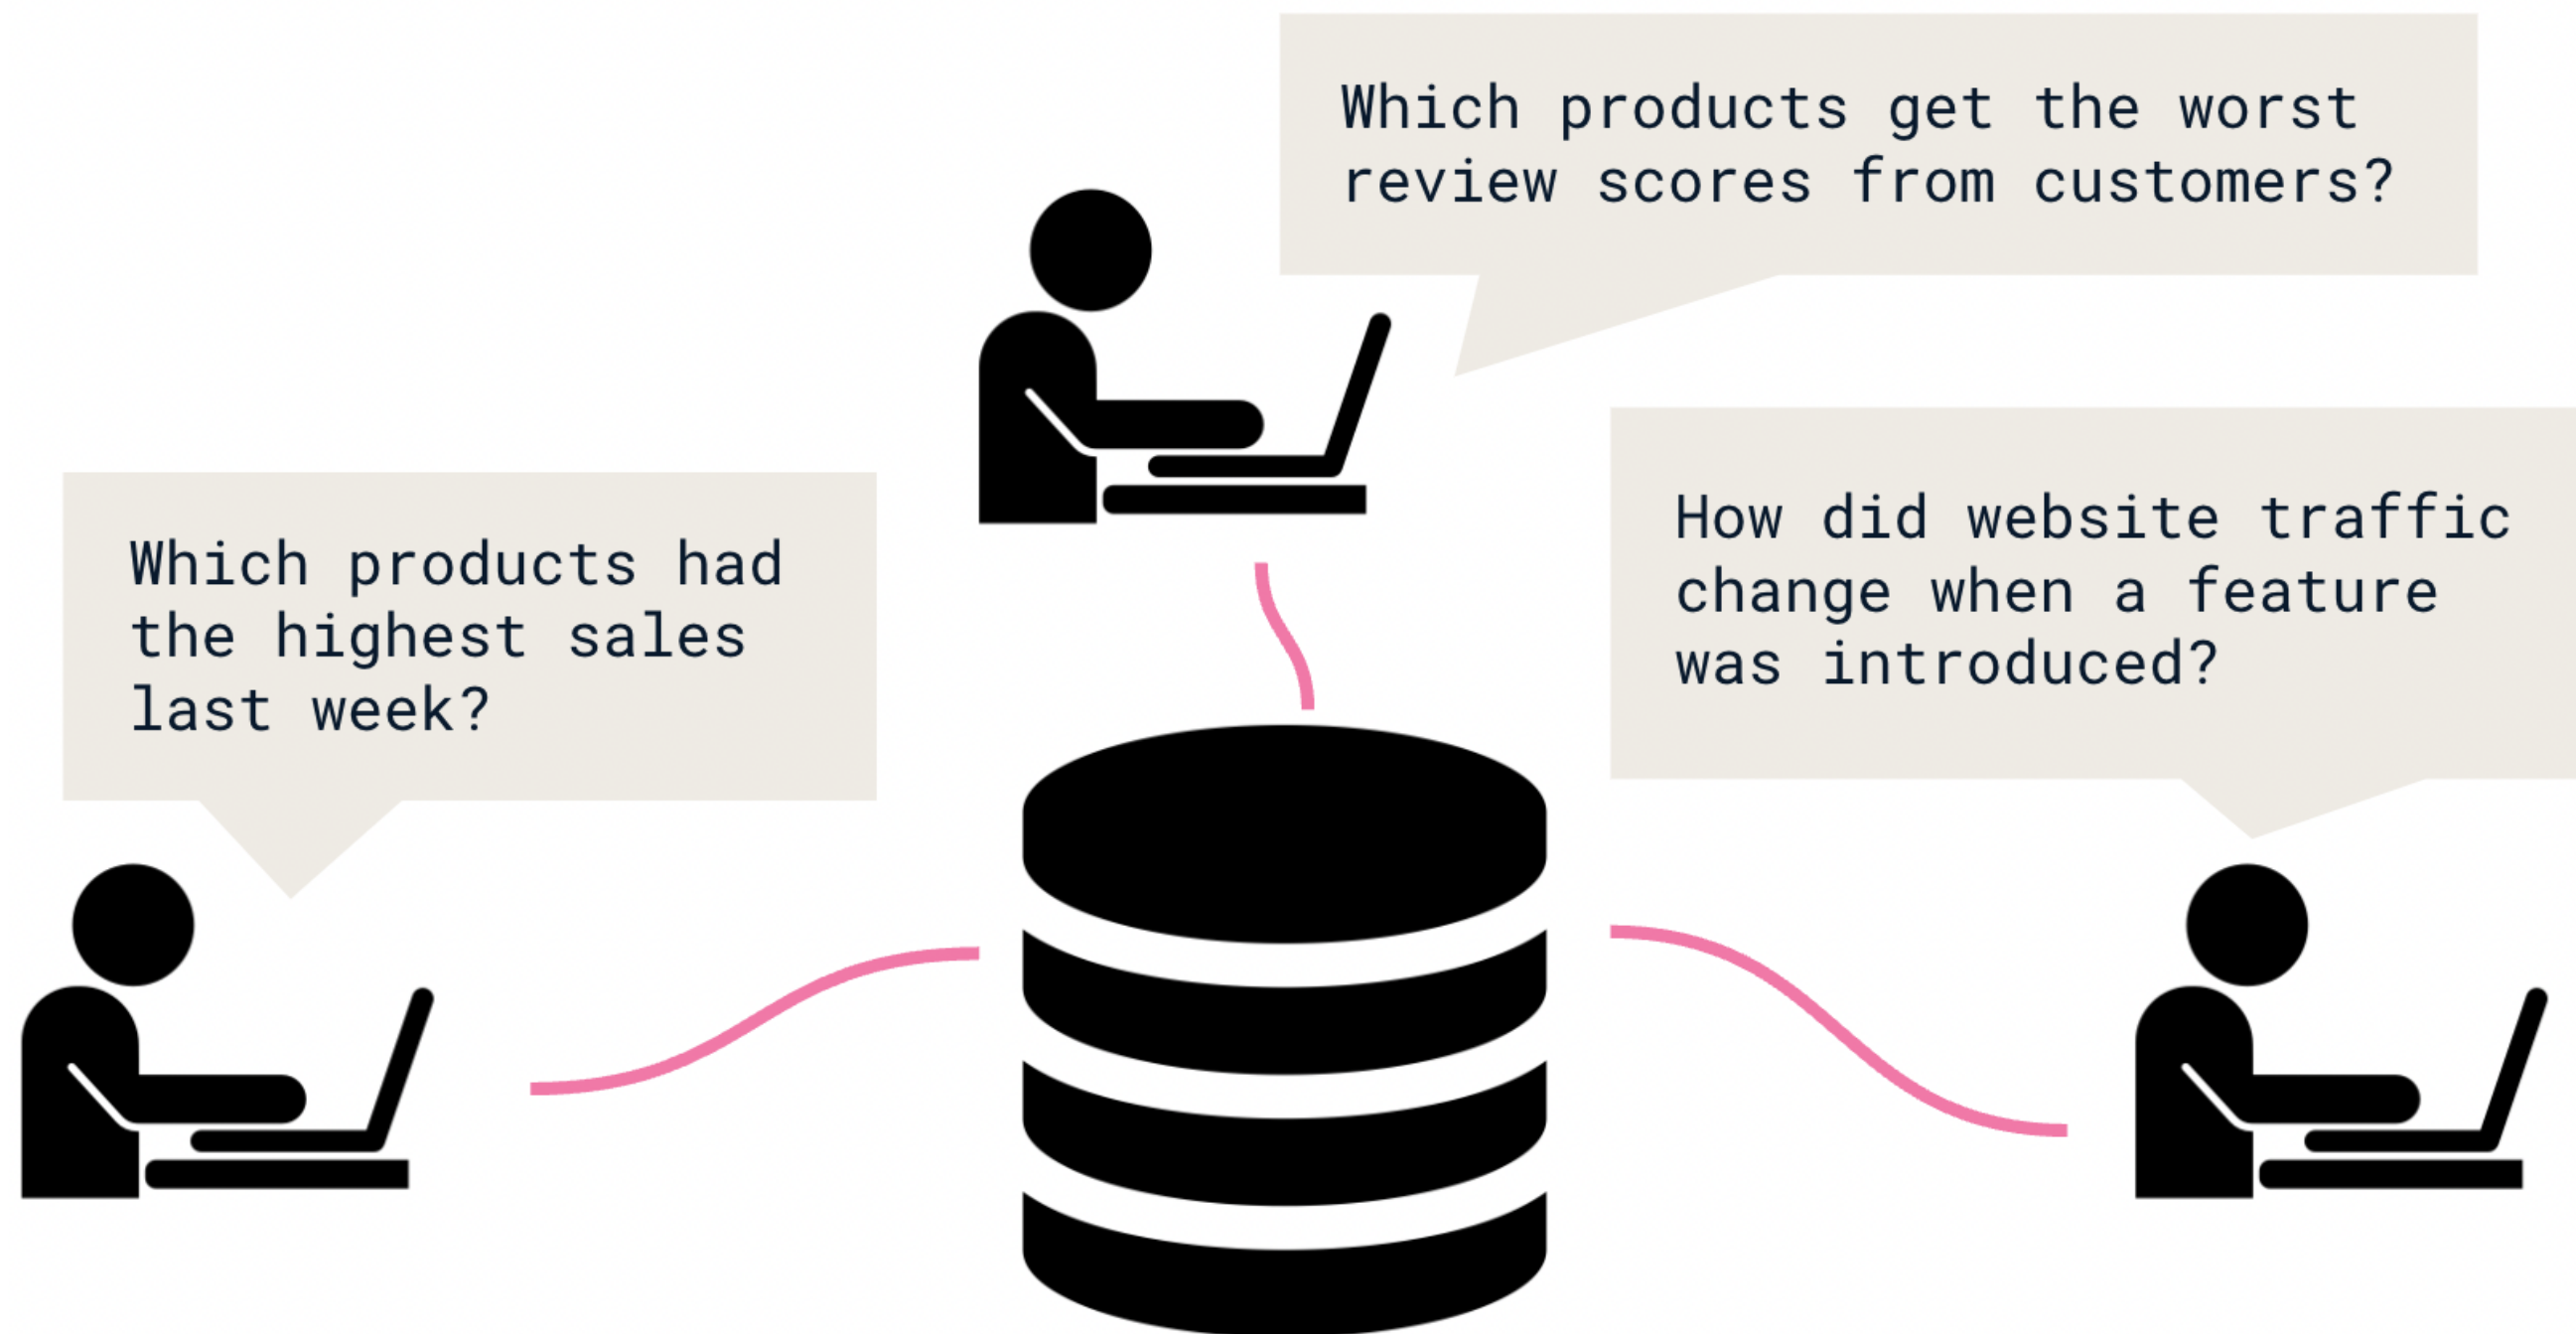 Which products get the worst
review scores from customers?
How did website traffic
change when a feature
was introduced?
Which products had
the highest sales
last week?